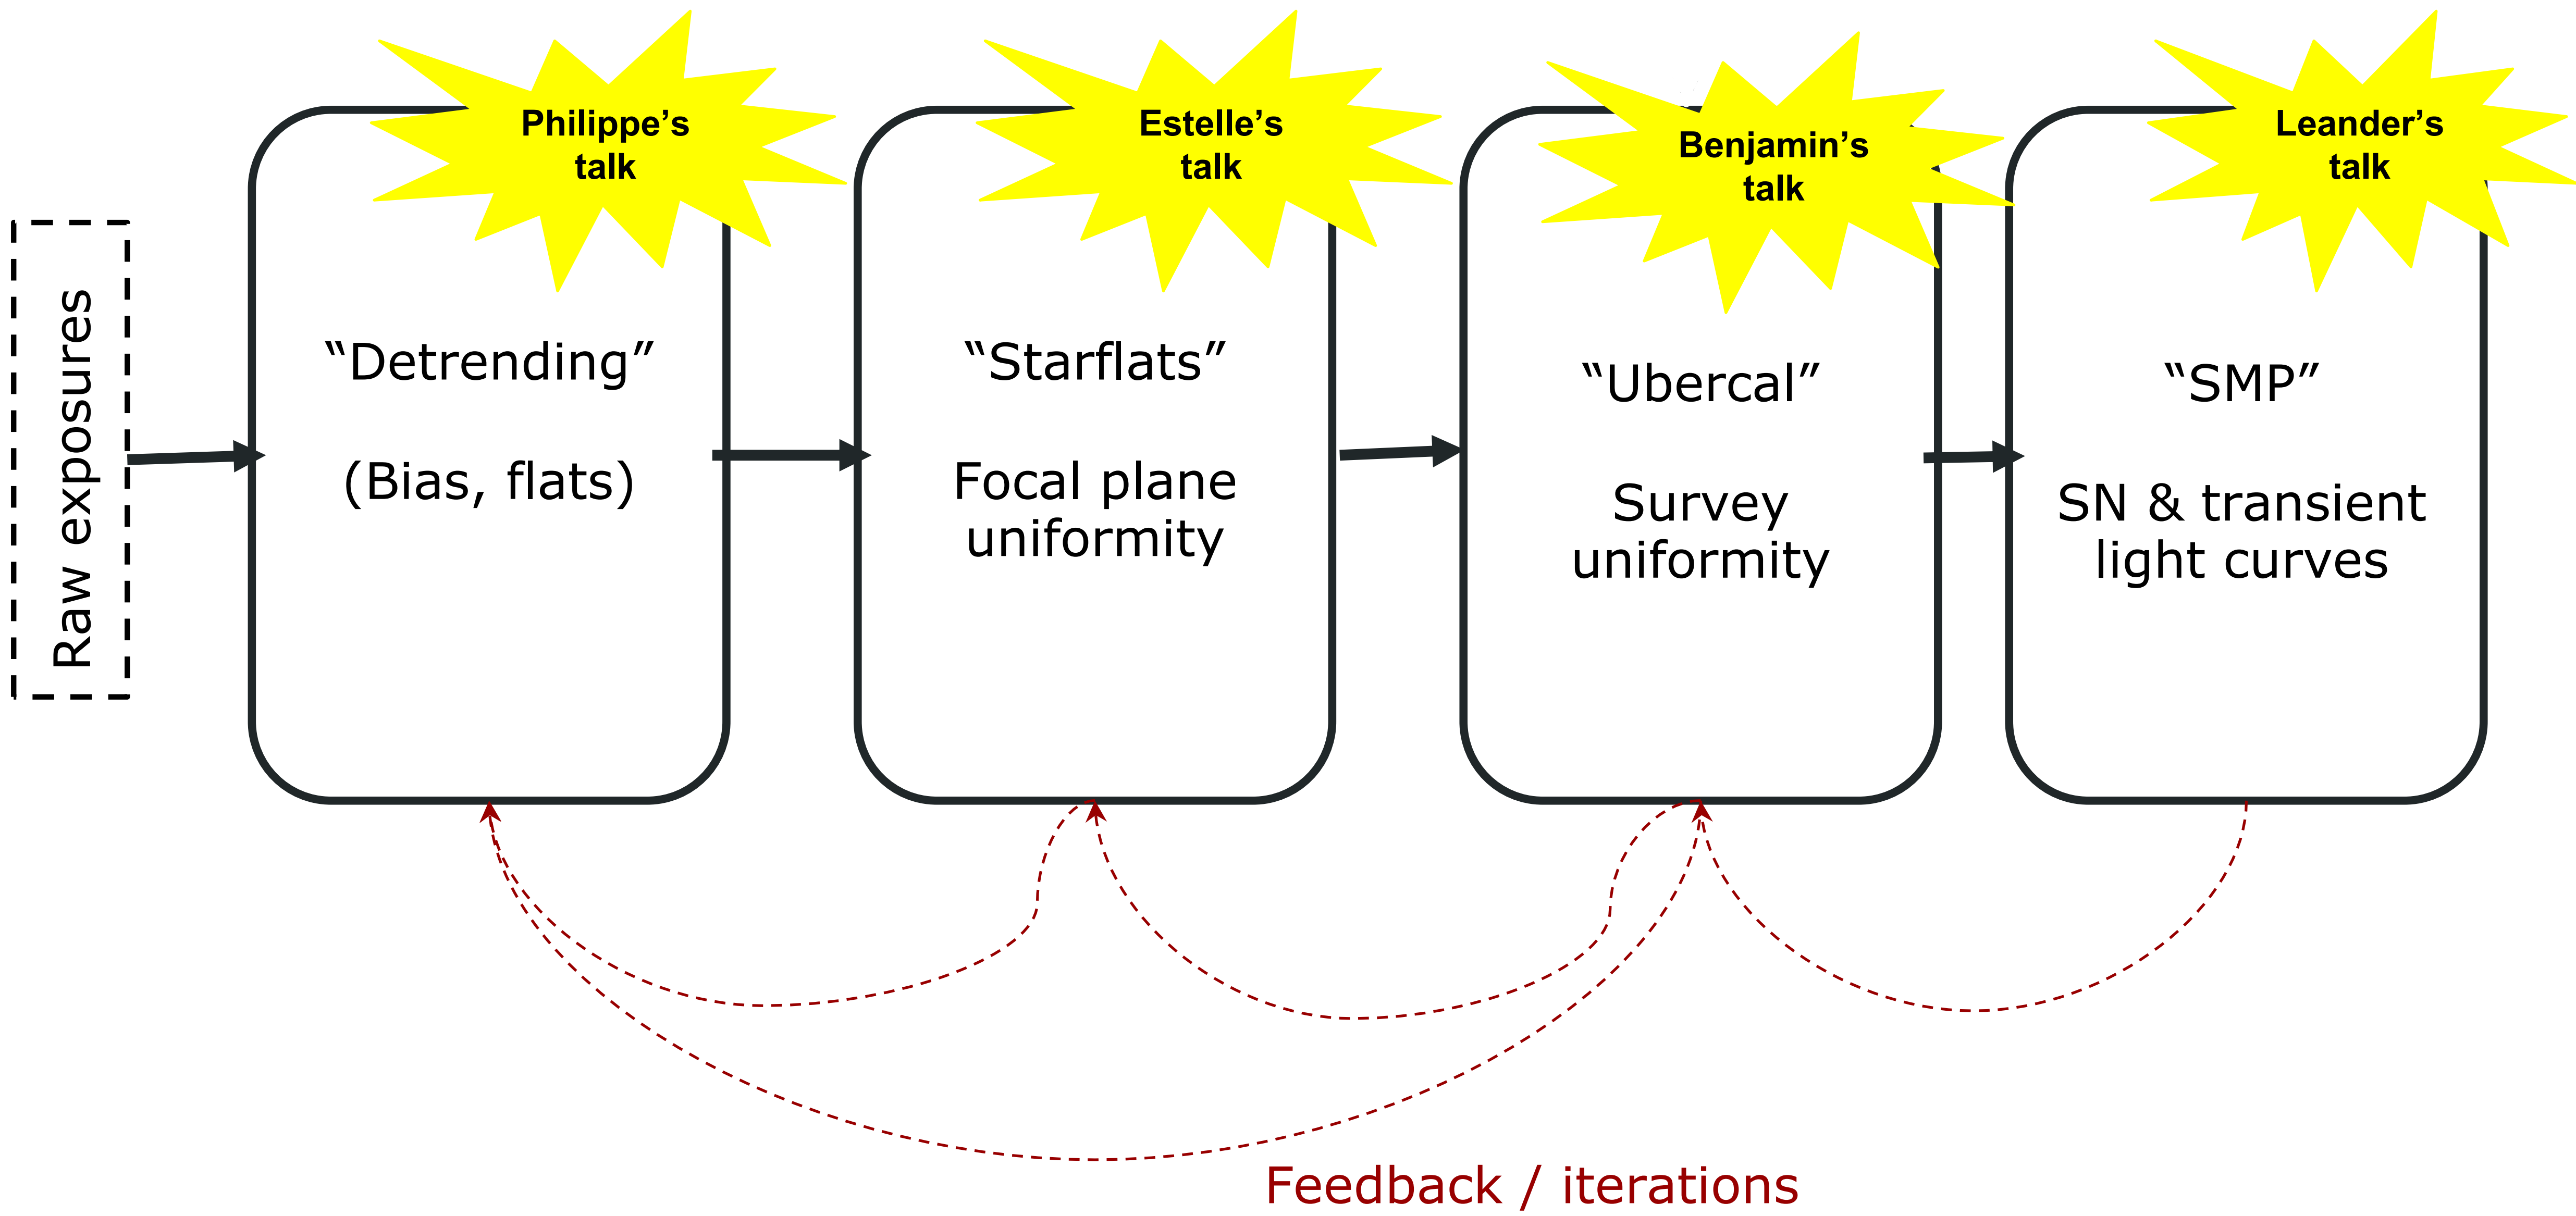 Raw exposures
Philippe’s
talk
“Detrending”
(Bias, flats)
Estelle’s
talk
“Starflats”
Focal plane
uniformity
Benjamin’s
talk
“Ubercal”
Survey
uniformity
Leander’s
talk
“SMP”
SN & transient
light curves
Feedback / iterations